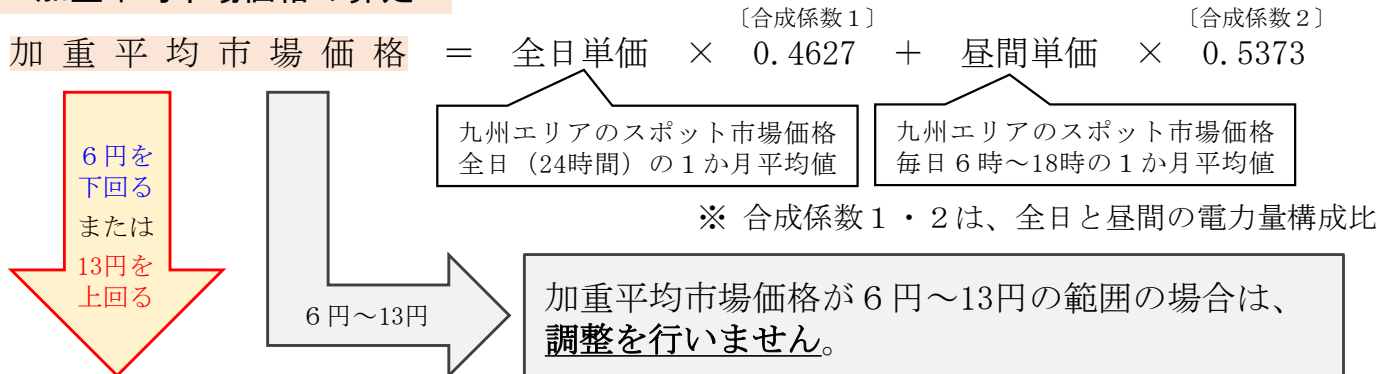 〔合成係数１〕 〔合成係数２〕
加重平均市場価格 ＝ 全日単価 × 0.4627 ＋ 昼間単価 × 0.5373
九州エリアのスポット市場価格
全日（24時間）の１か月平均値
九州エリアのスポット市場価格
毎日６時～18時の１か月平均値
※ 合成係数１・２は、全日と昼間の電力量構成比
６円を
下回る
または
13円を
上回る
６円～13円
加重平均市場価格が６円～13円の範囲の場合は、
調整を行いません。